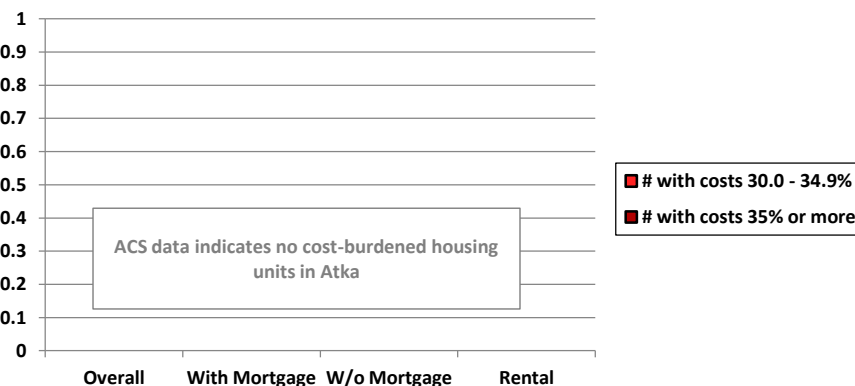 1
0.9
0.8
0.7
0.6
0.5
0.4
0.3
0.2
0.1
0
ACS data indicates no cost-burdened housing
units in Atka
Overall With Mortgage W/o Mortgage Rental
# with costs 30.0 - 34.9%
# with costs 35% or more